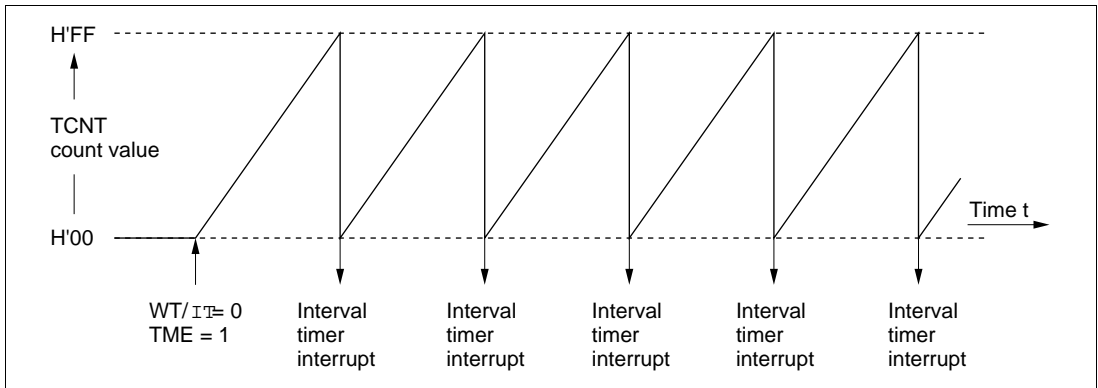 H'FF
TCNT
count value
H'00
Time t
WT/IT= 0
TME = 1
Interval
timer
interrupt
Interval
timer
interrupt
Interval
timer
interrupt
Interval
timer
interrupt
Interval
timer
interrupt